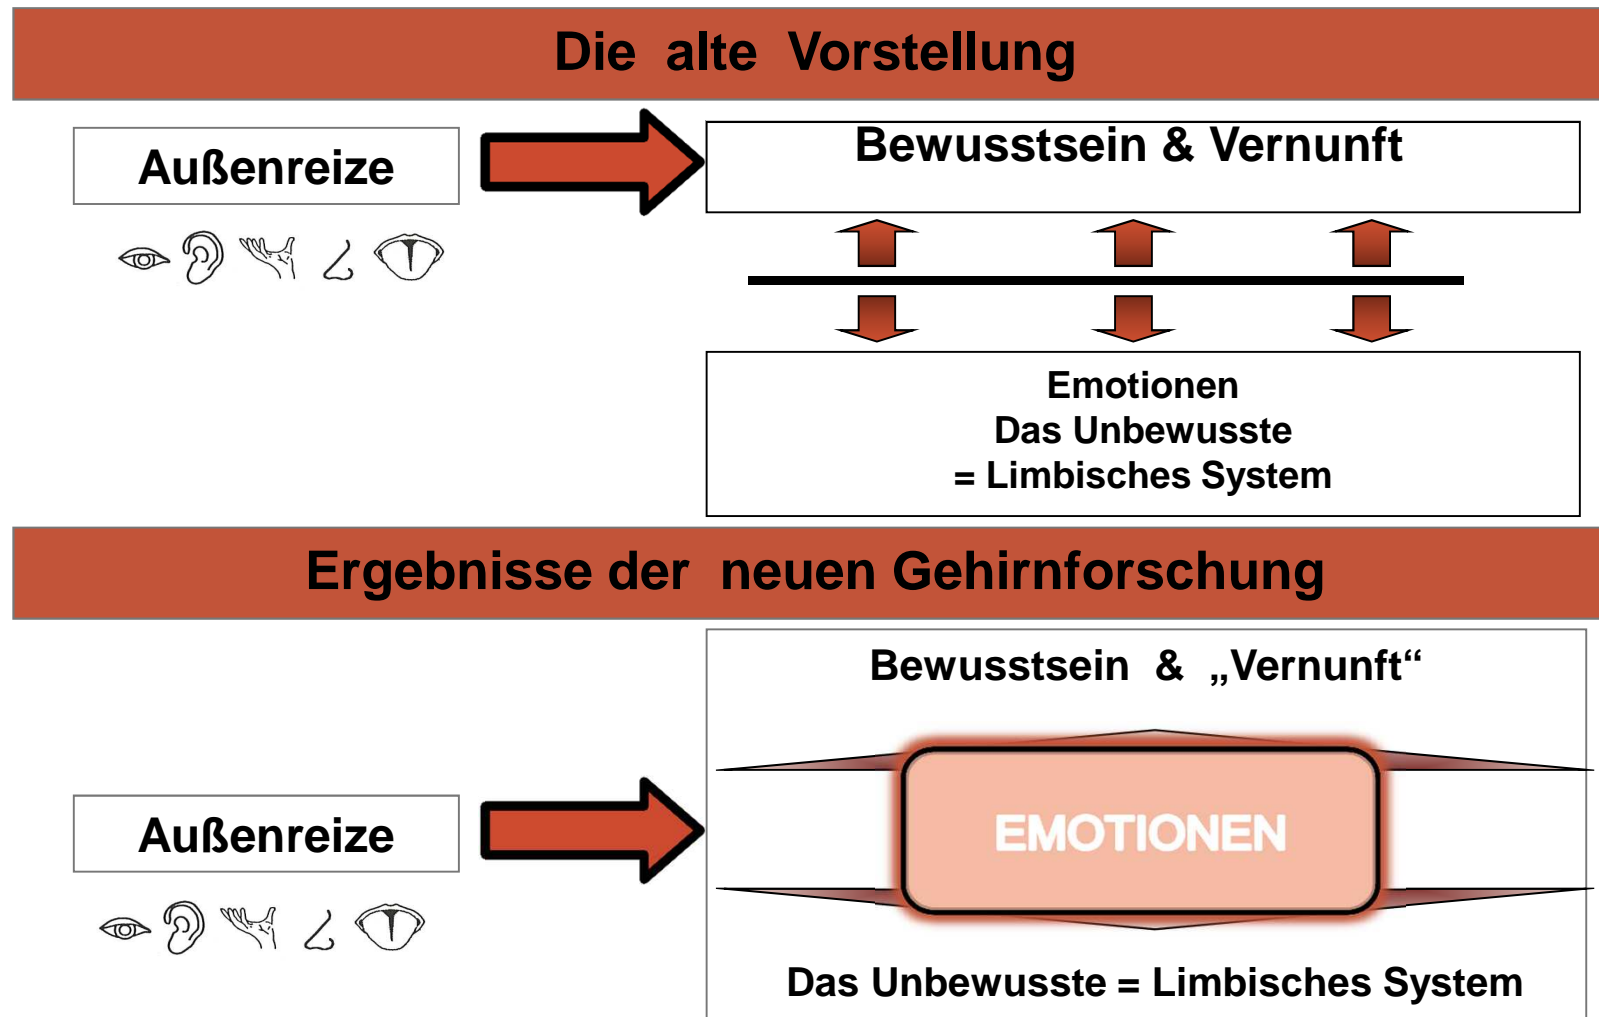 Die alte Vorstellung
Außenreize
Bewusstsein & Vernunft
Emotionen
Das Unbewusste
= Limbisches System
Ergebnisse der neuen Gehirnforschung
Bewusstsein & „Vernunft“
Außenreize
EMOTIONEN
Das Unbewusste = Limbisches System